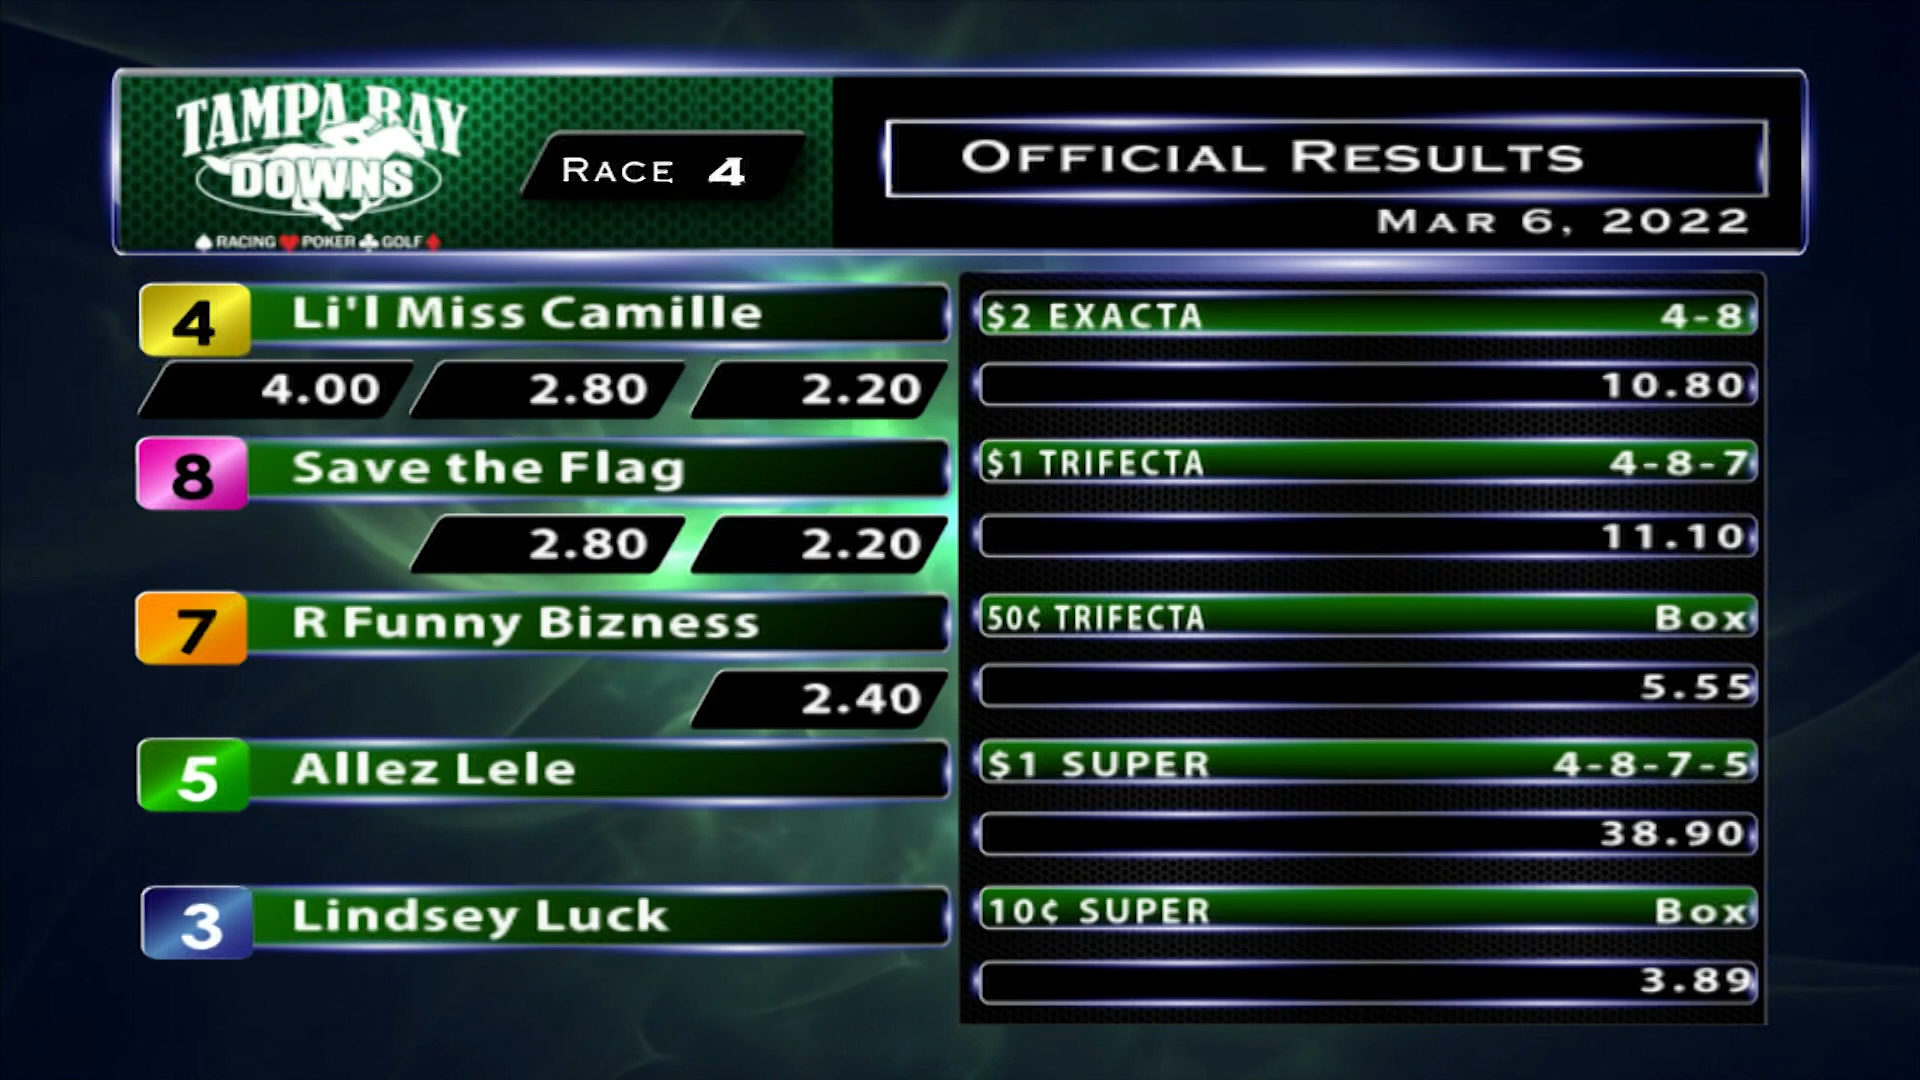 TAMPA BAY
DOWNS
RACING POKER GOLF
RACE 4
OFFICIAL RESULTS
MAR 6, 2022
4 Li'l Miss Camille
4.00 2.80 2.20
8 Save the Flag
2.80 2.20
7 R Funny Bizness
2.40
5 Allez Lele
3 Lindsey Luck
$2 EXACTA 4-8
10.80
$1 TRIFECTA 4-8-7
11.10
50¢ TRIFECTA Box
5.55
$1 SUPER 4-8-7-5
38.90
10¢ SUPER Box
3.89